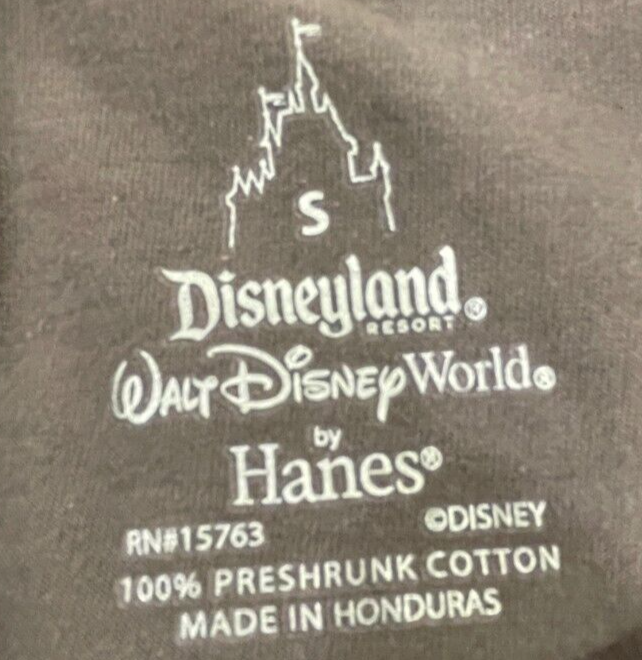 S
Disneyland®
RESORT
WALT DISNEY World®
by
Hanes®
RN#15763 ©DISNEY
100% PRESHRUNK COTTON
MADE IN HONDURAS